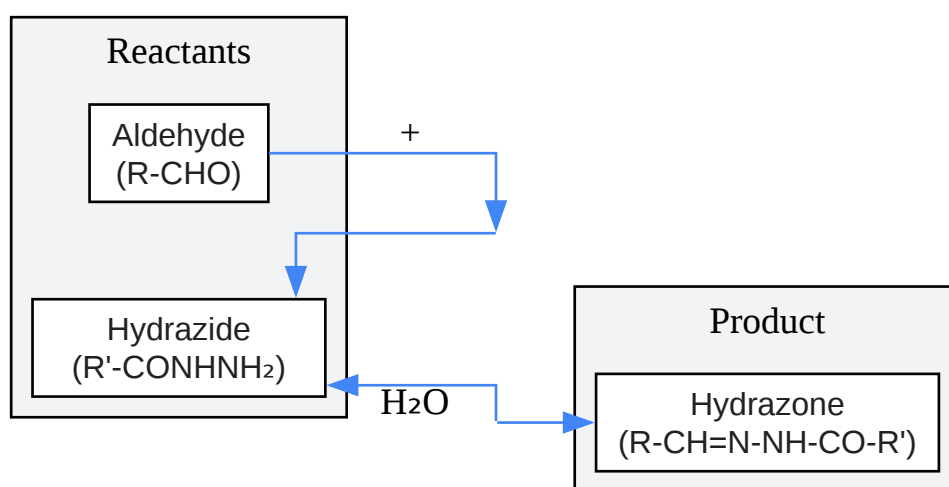 Reactants
Aldehyde
(R-CHO)
+
Hydrazide
(R'-CONHNH₂)
H₂O
Product
Hydrazone
(R-CH=N-NH-CO-R')